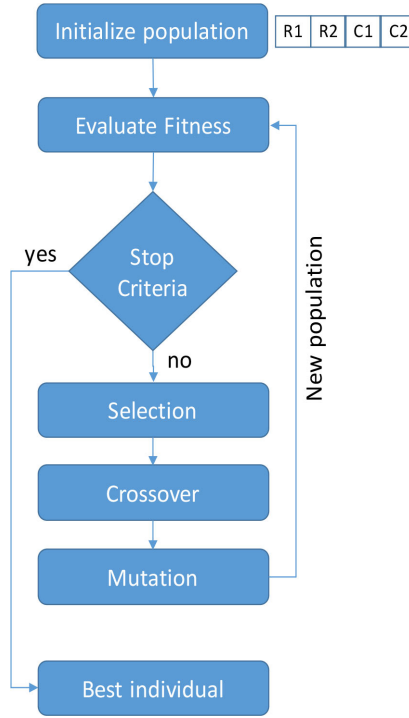 Initialize population
R1 R2 C1 C2
Evaluate Fitness
Stop
Criteria
yes
no
New population
Selection
Crossover
Mutation
Best individual